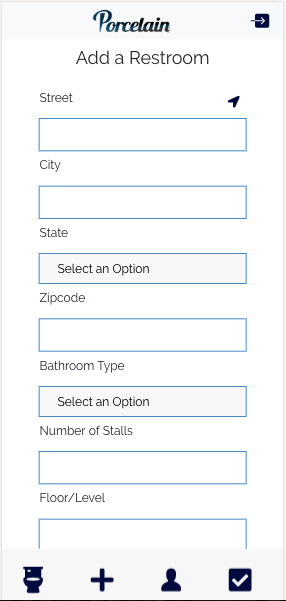 Porcelain
Add a Restroom
Street
City
State
Select an Option
Zipcode
Bathroom Type
Select an Option
Number of Stalls
Floor/Level